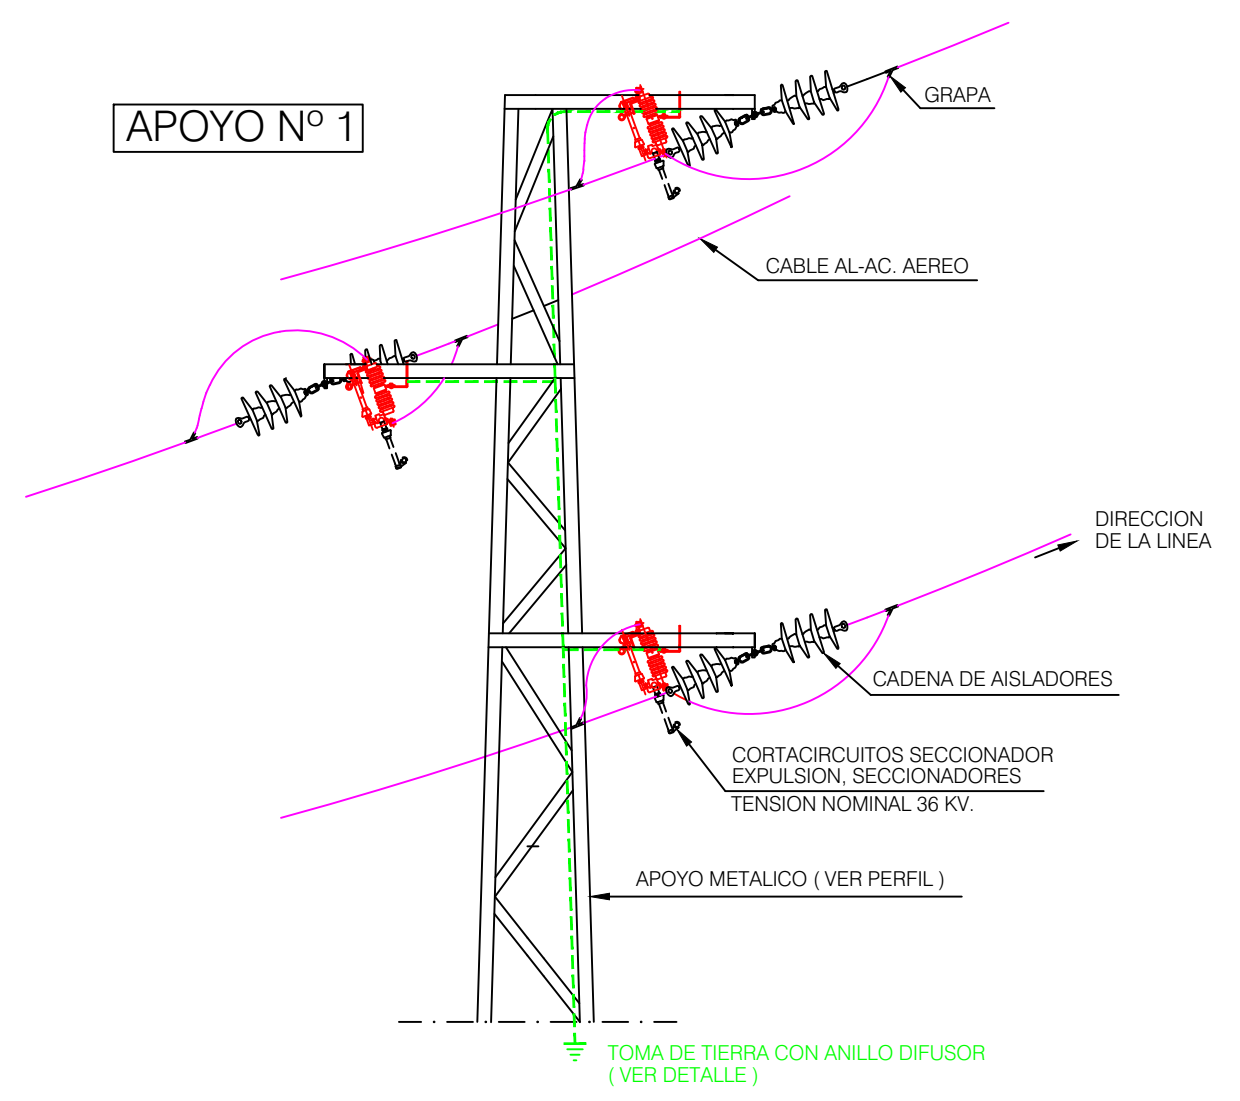 APOYO Nº 1
GRAPA
CABLE AL-AC. AEREO
DIRECCION
DE LA LINEA
CADENA DE AISLADORES
CORTACIRCUITOS SECCIONADOR
EXPULSION, SECCIONADORES
TENSION NOMINAL 36 KV.
APOYO METALICO ( VER PERFIL )
TOMA DE TIERRA CON ANILLO DIFUSOR
( VER DETALLE )